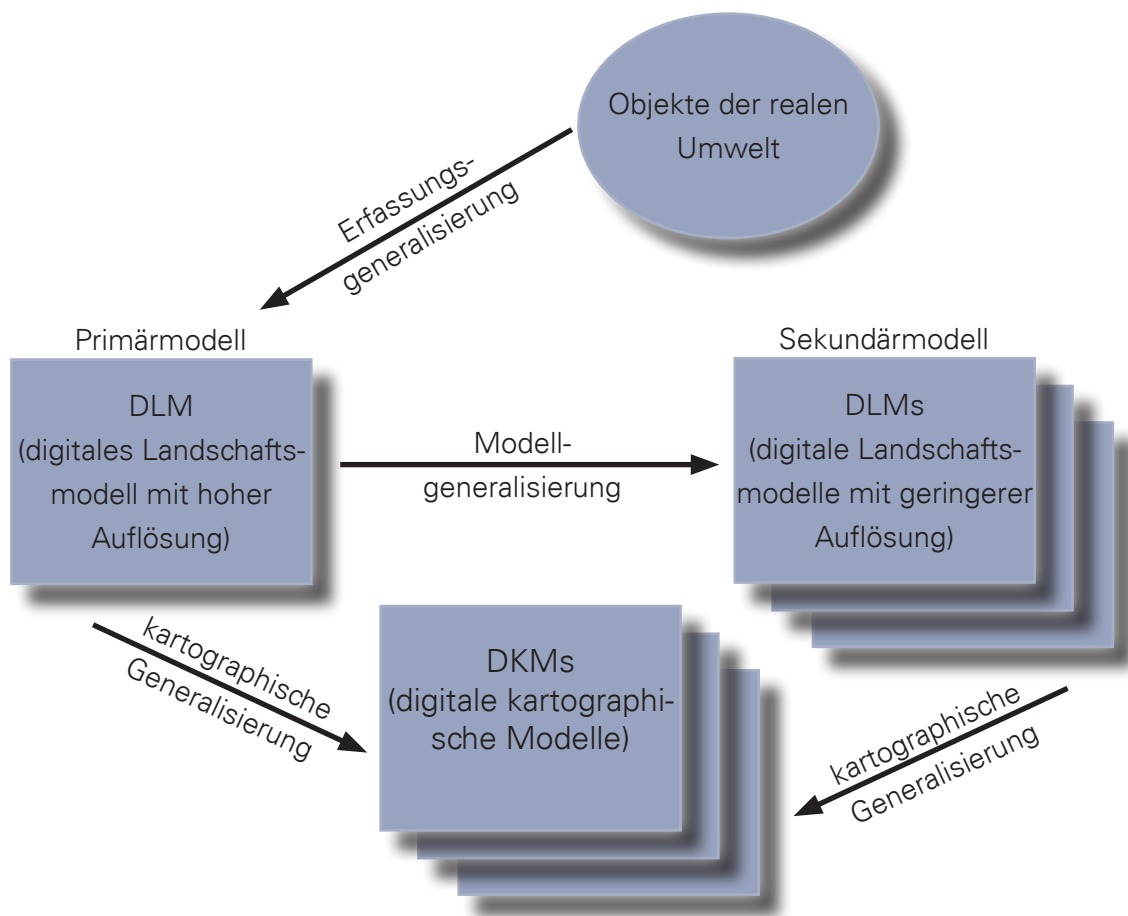 Objekte der realen
Umwelt
Erfassungs-
generalisierung
Primärmodell
DLM
(digitales Landschafts-
modell mit hoher
Auflösung)
Modell-
generalisierung
Sekundärmodell
DLMs
(digitale Landschafts-
modelle mit geringerer
Auflösung)
kartographische
Generalisierung
DKMs
(digitale kartographi-
sche Modelle)
kartographische
Generalisierung